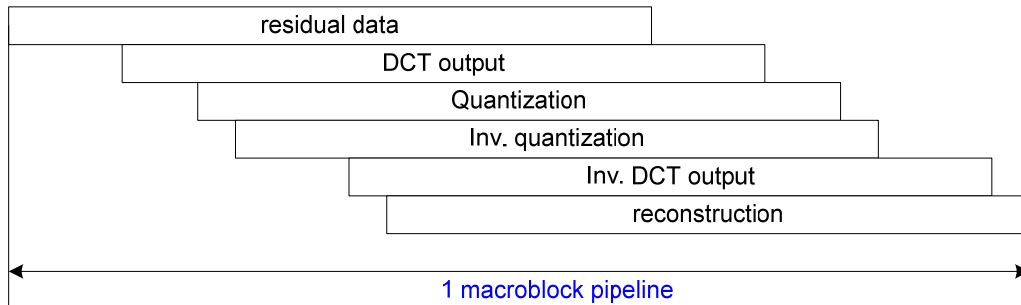 residual data
DCT output
Quantization
Inv. quantization
Inv. DCT output
reconstruction
1 macroblock pipeline